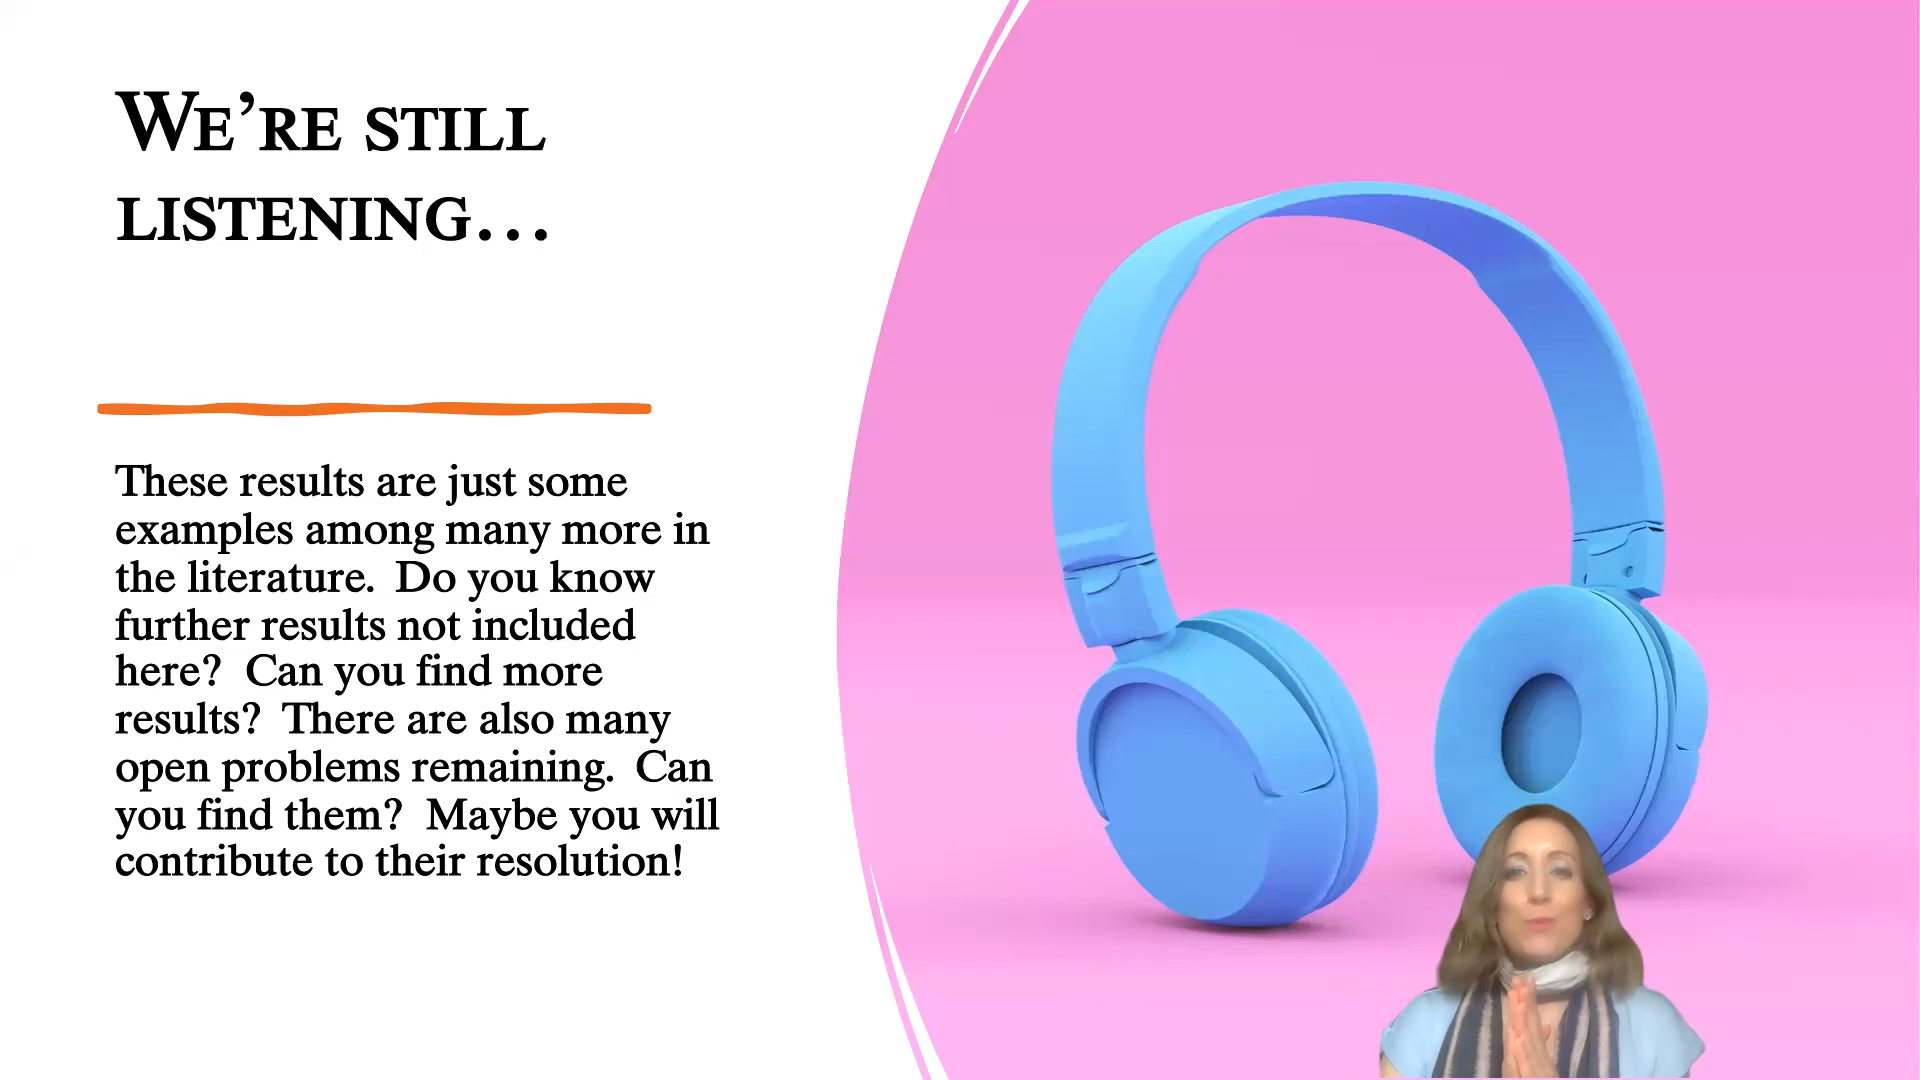 We're still
listening...
These results are just some
examples among many more in
the literature. Do you know
further results not included
here? Can you find more
results? There are also many
open problems remaining. Can
you find them? Maybe you will
contribute to their resolution!